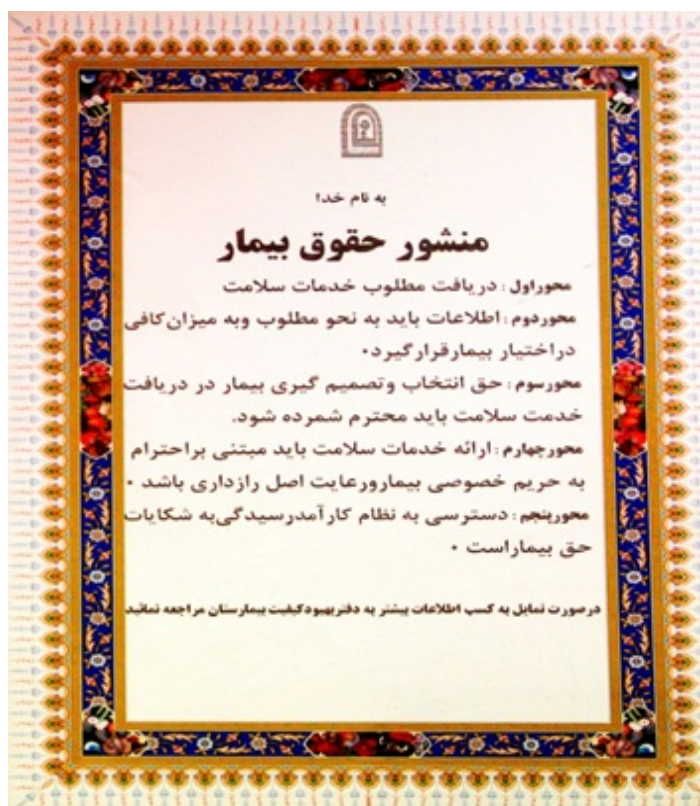 به نام خدا
منشور حقوق بیمار
محوراول : دریافت مطلوب خدمات سلامت
محوردوم : اطلاعات باید به نحو مطلوب وبه میزان کافی
دراختیار بیمارقرارگیرد.
محورسوم : حق انتخاب وتصمیم گیری بیمار در دریافت
خدمت سلامت باید محترم شمرده شود.
محورچهارم : ارائه خدمات سلامت باید مبتنی براحترام
به حریم خصوصی بیمارورعایت اصل رازداری باشد .
محورپنجم : دسترسی به نظام کارآمدرسیدگی به شکایات
حق بیماراست .
درصورت تمایل به کسب اطلاعات بیشتر به دفتربهبودکیفیت بیمارستان مراجعه نمائید